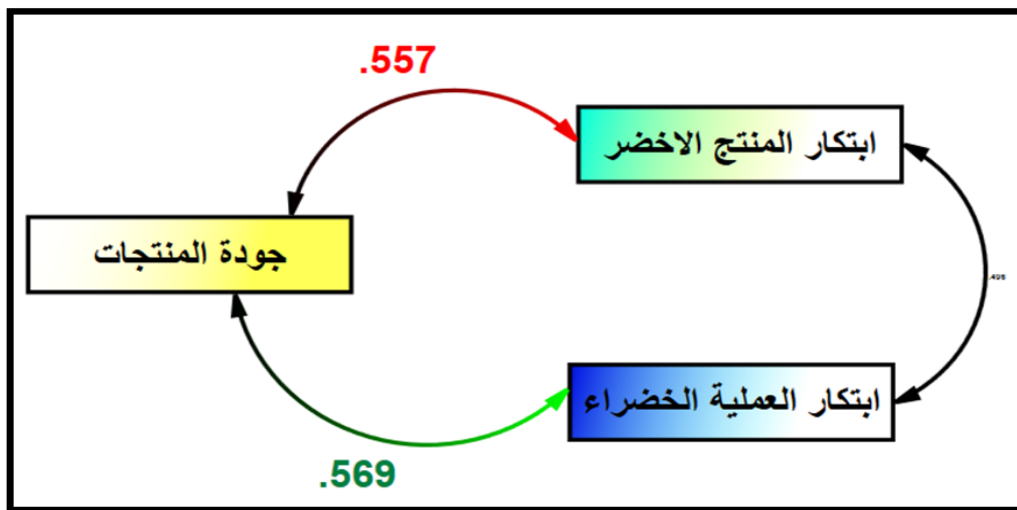 .557
ابتكار المنتج الاخضر
جودة المنتجات
ابتكار العملية الخضراء
.569